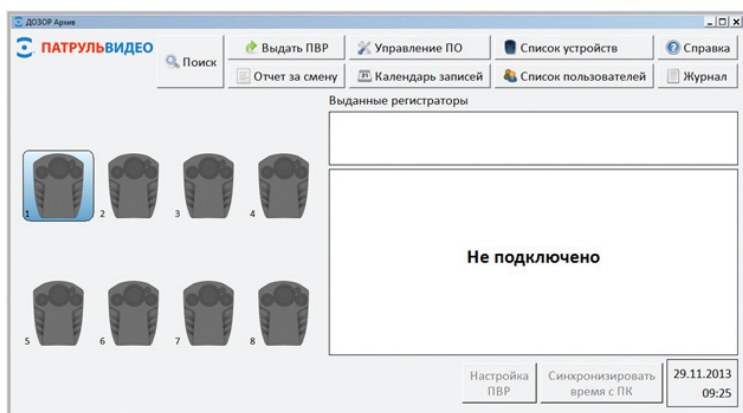 ДОЗОР Архив
ПАТРУЛЬВИДЕО
Поиск
Выдать ПВР
Управление ПО
Список устройств
Справка
Отчет за смену
Календарь записей
Список пользователей
Журнал
Выданные регистраторы
1
2
3
4
Не подключено
5
6
7
8
Настройка
ПВР
Синхронизировать
время с ПК
29.11.2013
09:25